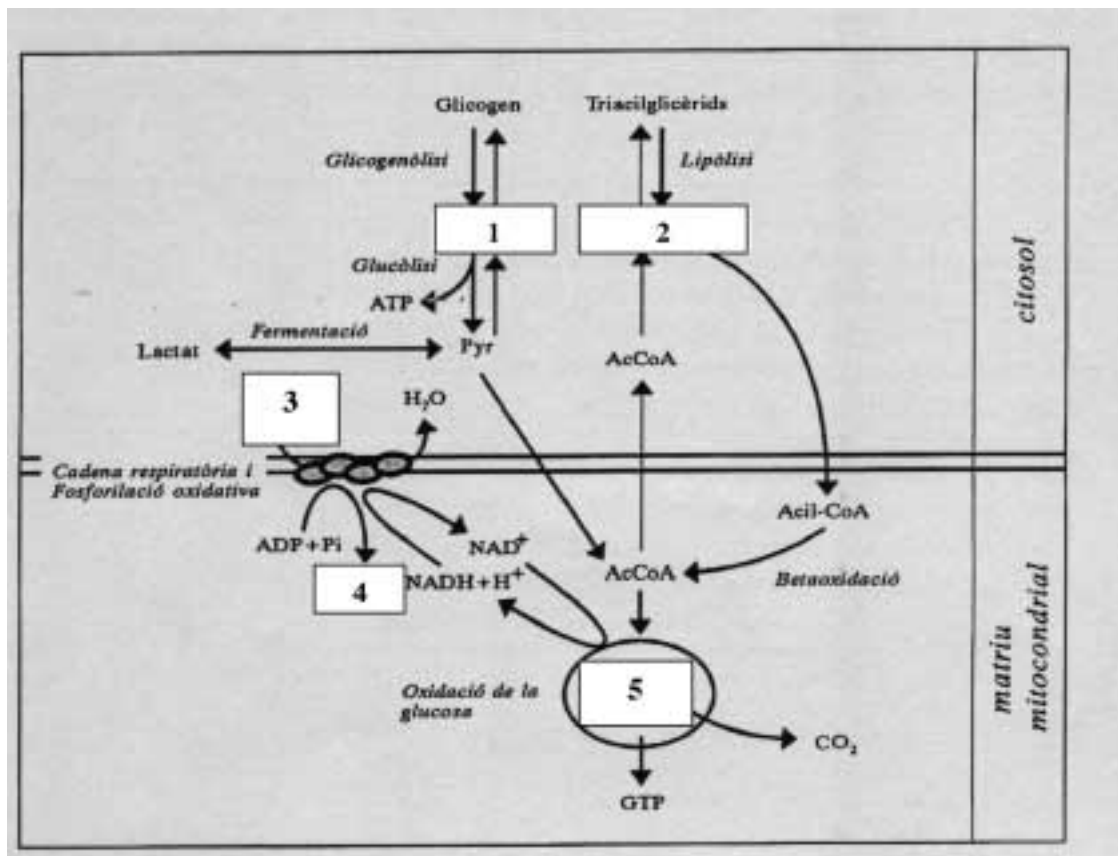 Glicogen
Triacilglicèrids
Glicogenòlisi
Lipòlisi
1
2
Glucòlisi
ATP
Fermentació
Lactat
Pyr
AcCoA
3
H₂O
Cadena respiratòria i
Fosforilació oxidativa
ADP+Pi
NAD⁺
4
NADH+H⁺
AcCoA
Acil-CoA
Betaoxidació
Oxidació de la
glucosa
5
CO₂
GTP
citosol
matriu
mitocondrial